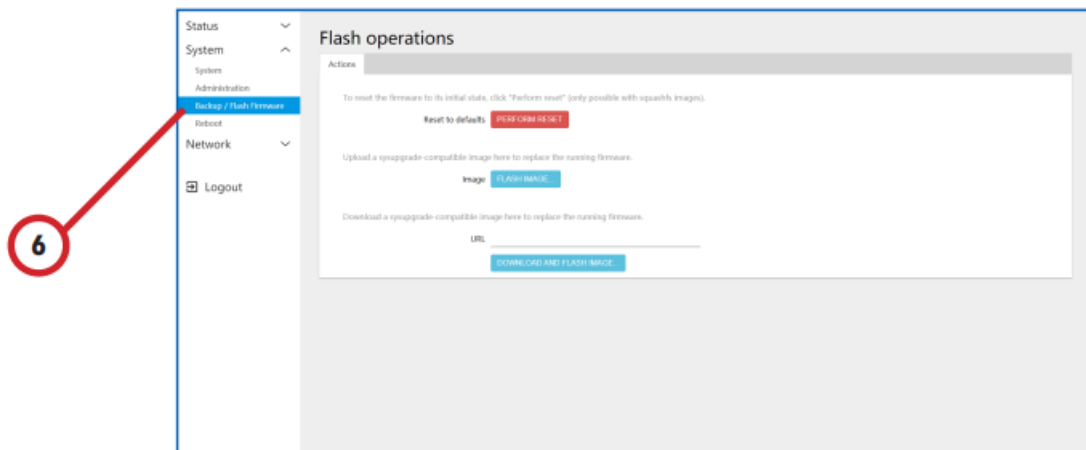 Status
System
System
Administration
Backup / Flash Firmware
Reboot
Network
Logout
6
Flash operations
Actions
To reset the firmware to its initial state, click "Perform reset" (only possible with squashfs images).
Reset to defaults PERFORM RESET
Upload a sysupgrade-compatible image here to replace the running firmware.
Image FLASH IMAGE...
Download a sysupgrade-compatible image here to replace the running firmware.
URL
DOWNLOAD AND FLASH IMAGE...